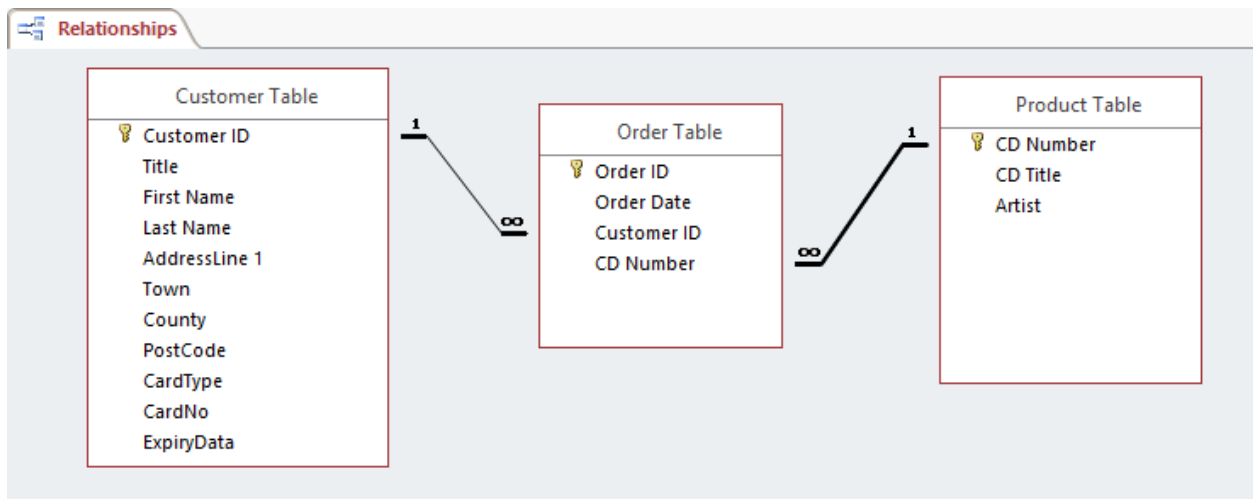 Relationships
Customer Table
Customer ID
Title
First Name
Last Name
AddressLine 1
Town
County
PostCode
CardType
CardNo
ExpiryData
1
∞
Order Table
Order ID
Order Date
Customer ID
CD Number
1
∞
Product Table
CD Number
CD Title
Artist